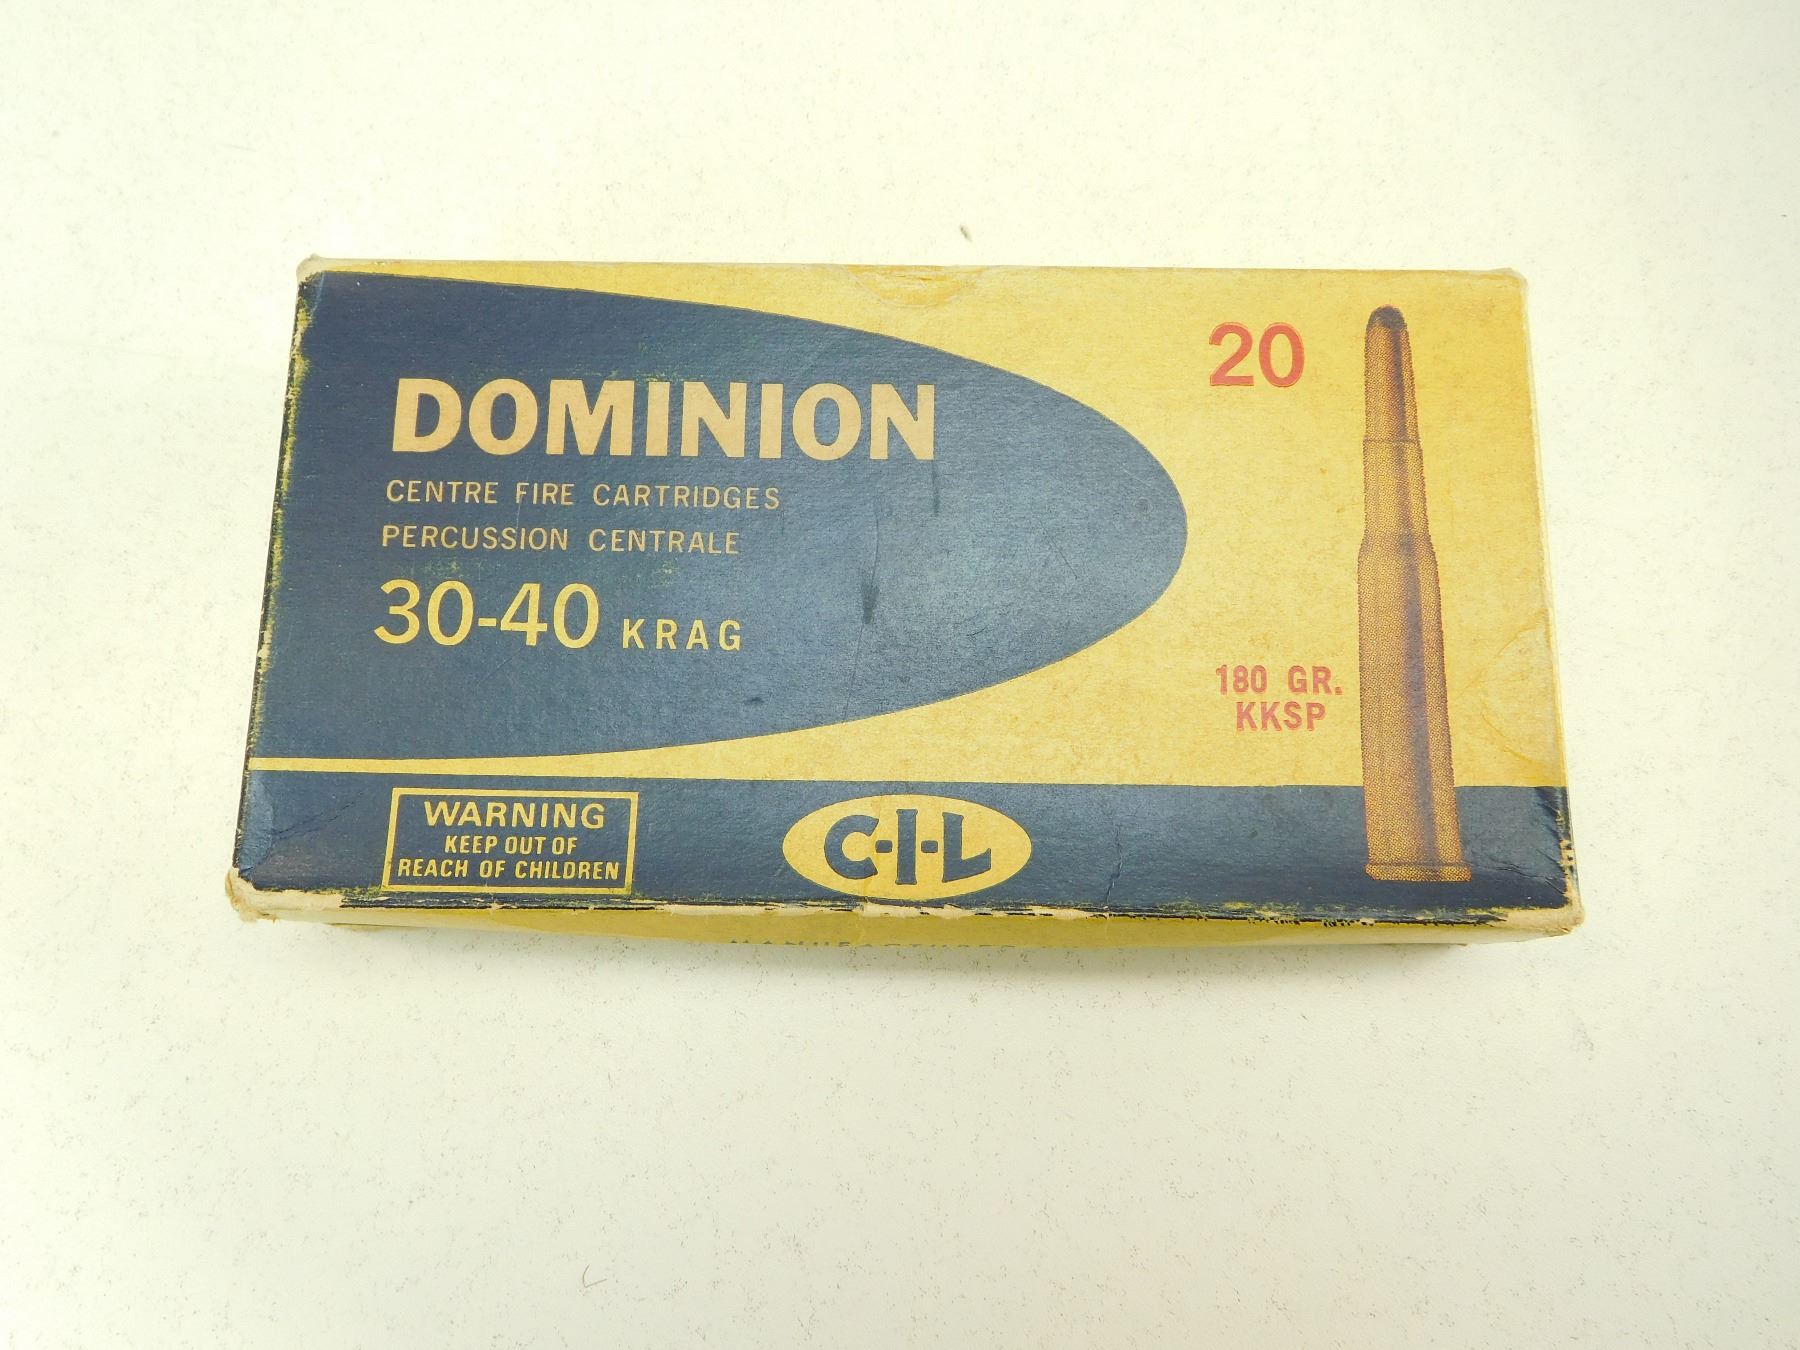 DOMINION
CENTRE FIRE CARTRIDGES
PERCUSSION CENTRALE
30-40 KRAG
20
180 GR.
KKSP
WARNING
KEEP OUT OF
REACH OF CHILDREN
C-I-L